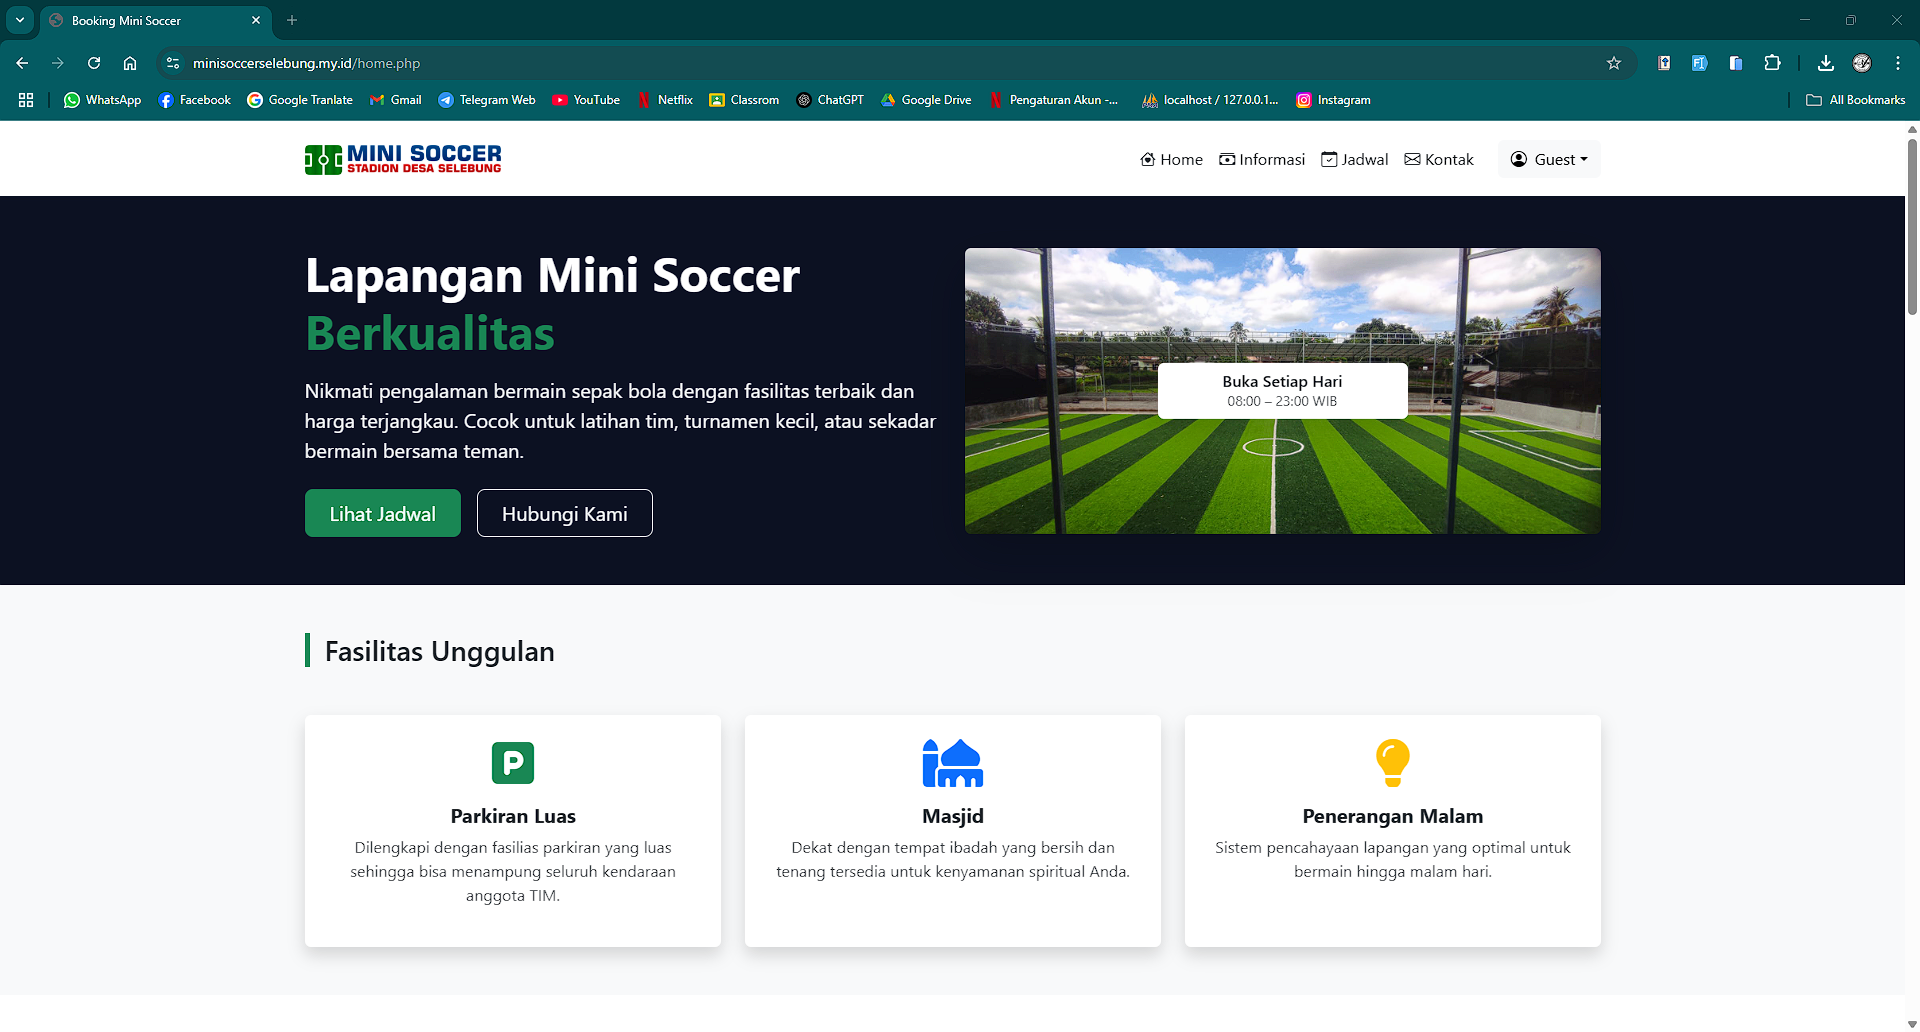 Booking Mini Soccer
minisoccerselebung.my.id/home.php
WhatsApp
Facebook
Google Tranlate
Gmail
Telegram Web
YouTube
Netflix
Classrom
ChatGPT
Google Drive
Pengaturan Akun -...
localhost / 127.0.0.1...
Instagram
All Bookmarks
MINI SOCCER
STADION DESA SELEBUNG
Home
Informasi
Jadwal
Kontak
Guest
Lapangan Mini Soccer
Berkualitas
Nikmati pengalaman bermain sepak bola dengan fasilitas terbaik dan
harga terjangkau. Cocok untuk latihan tim, turnamen kecil, atau sekadar
bermain bersama teman.
Lihat Jadwal
Hubungi Kami
Buka Setiap Hari
08:00 – 23:00 WIB
Fasilitas Unggulan
P
Parkiran Luas
Dilengkapi dengan fasilias parkiran yang luas
sehingga bisa menampung seluruh kendaraan
anggota TIM.
Masjid
Dekat dengan tempat ibadah yang bersih dan
tenang tersedia untuk kenyamanan spiritual Anda.
Penerangan Malam
Sistem pencahayaan lapangan yang optimal untuk
bermain hingga malam hari.